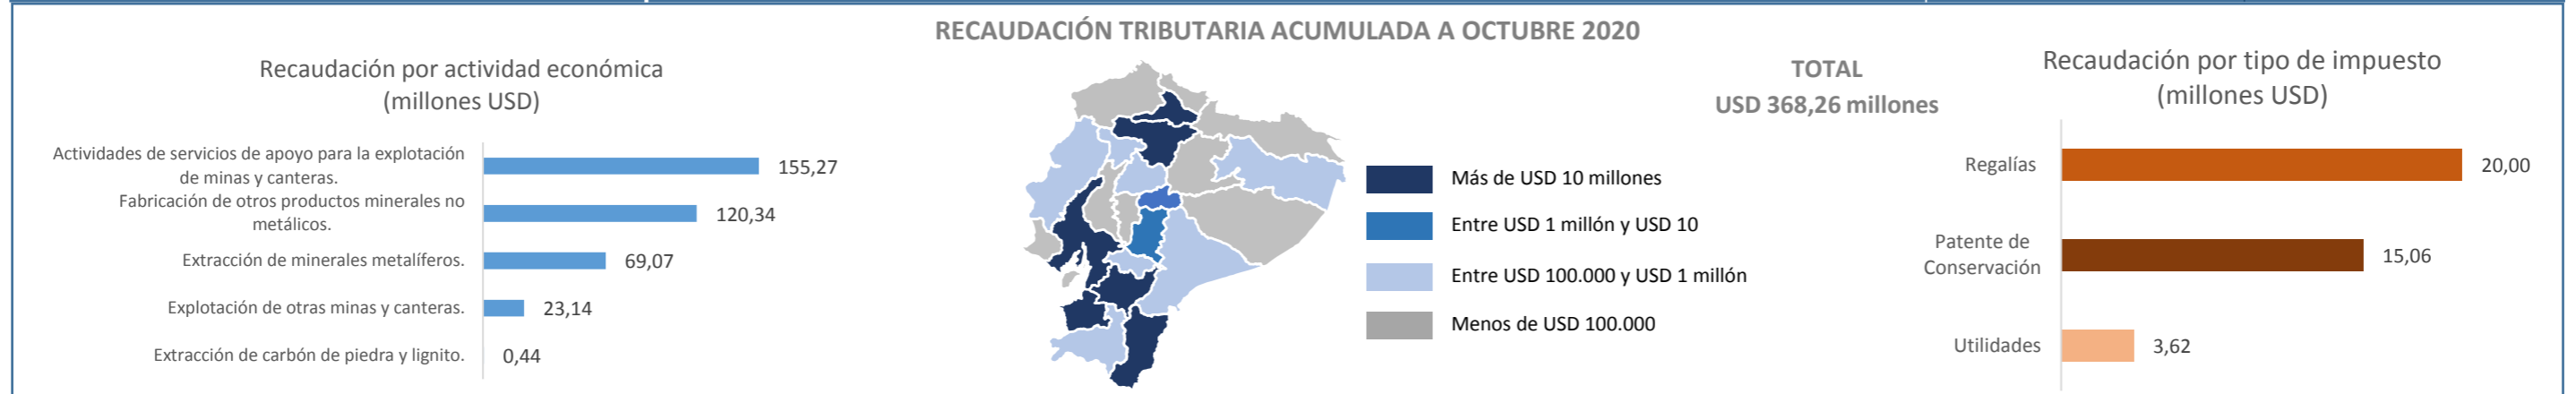 RECAUDACIÓN TRIBUTARIA ACUMULADA A OCTUBRE 2020
Recaudación por actividad económica
(millones USD)
Actividades de servicios de apoyo para la explotación
de minas y canteras.
155,27
Fabricación de otros productos minerales no
metálicos.
120,34
Extracción de minerales metalíferos.
69,07
Explotación de otras minas y canteras.
23,14
Extracción de carbón de piedra y lignito.
0,44
Más de USD 10 millones
Entre USD 1 millón y USD 10
Entre USD 100.000 y USD 1 millón
Menos de USD 100.000
TOTAL
USD 368,26 millones
Recaudación por tipo de impuesto
(millones USD)
Regalías
20,00
Patente de
Conservación
15,06
Utilidades
3,62